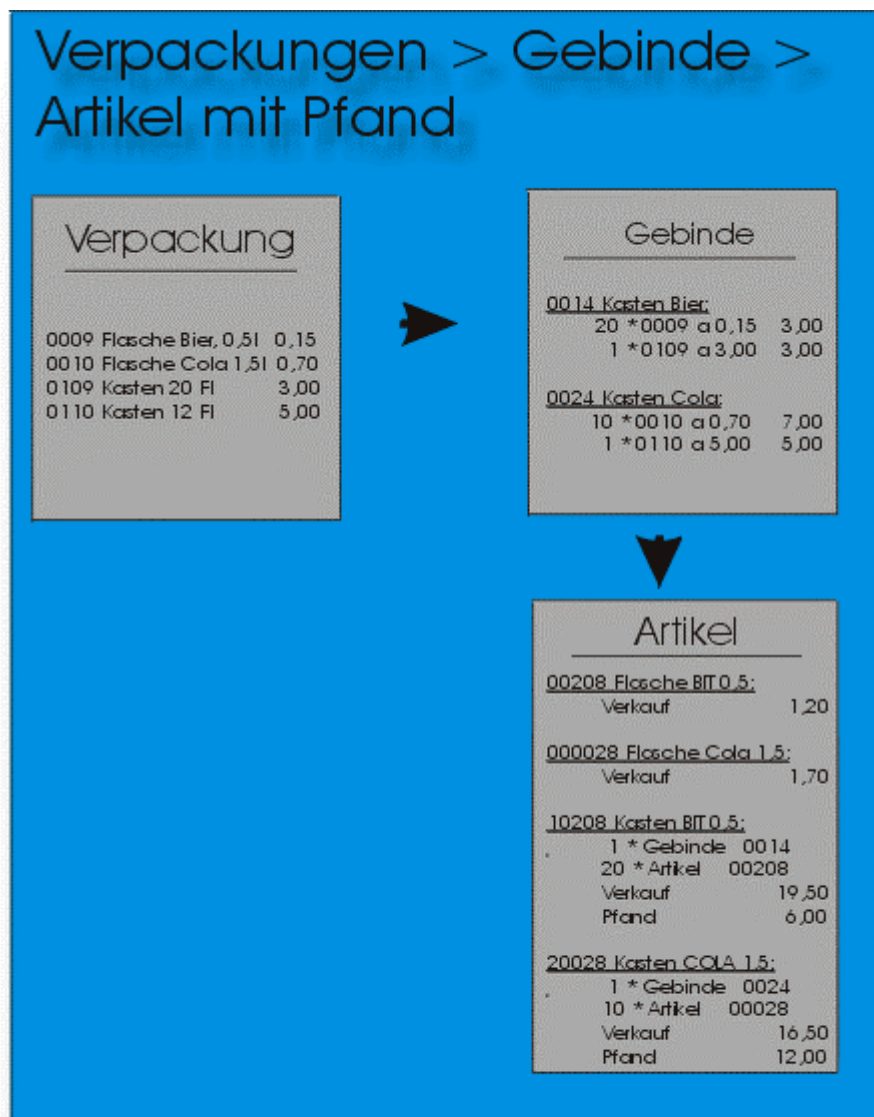 Verpackungen > Gebinde >
Artikel mit Pfand
Verpackung
0009 Flasche Bier, 0,5l 0,15
0010 Flasche Cola 1,5l 0,70
0109 Kasten 20 Fl 3,00
0110 Kasten 12 Fl 5,00
Gebinde
0014 Kasten Bier:
20 *0009 a 0,15 3,00
1 *0109 a 3,00 3,00
0024 Kasten Cola:
10 *0010 a 0,70 7,00
1 *0110 a 5,00 5,00
Artikel
00208 Flasche BIT 0,5:
Verkauf 1,20
000028 Flasche Cola 1,5:
Verkauf 1,70
10208 Kasten BIT 0,5:
1 * Gebinde 0014
20 * Artikel 00208
Verkauf 19,50
Pfand 6,00
20028 Kasten COLA 1,5:
1 * Gebinde 0024
10 * Artikel 00028
Verkauf 16,50
Pfand 12,00